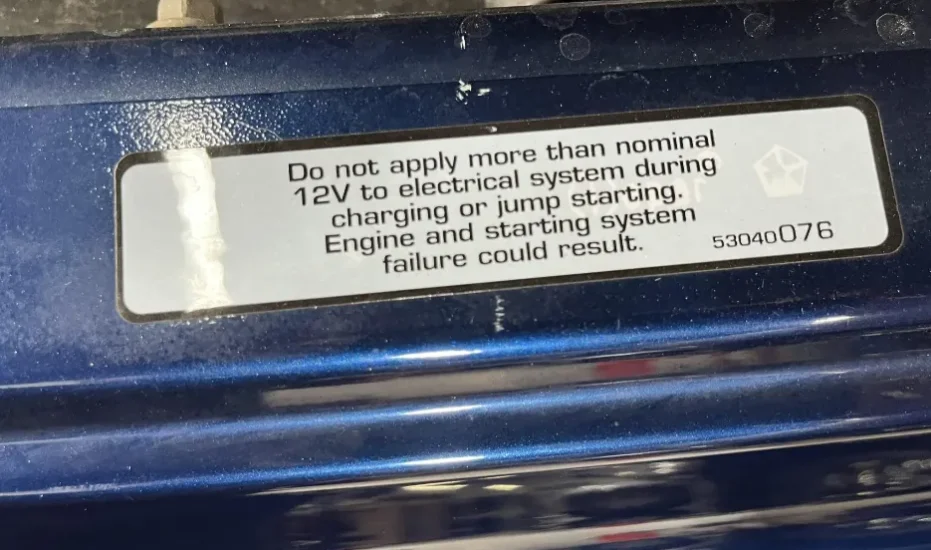 Do not apply more than nominal
12V to electrical system during
charging or jump starting.
Engine and starting system
failure could result.
53040076